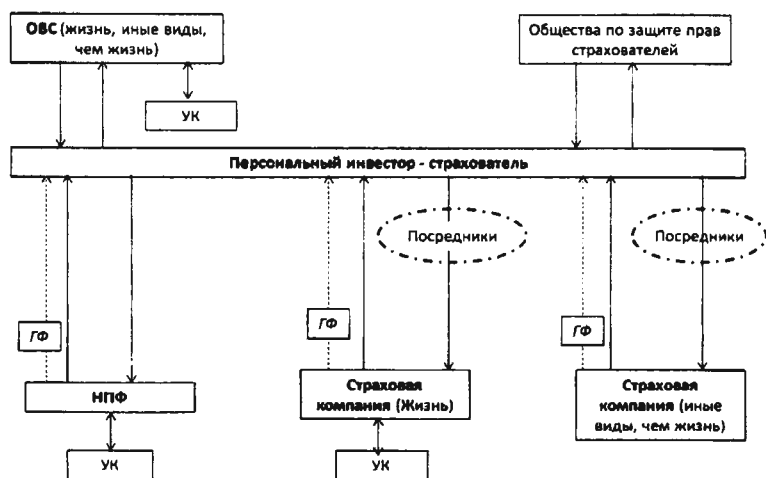 ОВС (жизнь, иные виды,
чем жизнь)
Общества по защите прав
страхователей
УК
Персональный инвестор - страхователь
Посредники
Посредники
ГФ
ГФ
ГФ
НПФ
Страховая
компания (Жизнь)
Страховая
компания (иные
виды, чем жизнь)
УК
УК